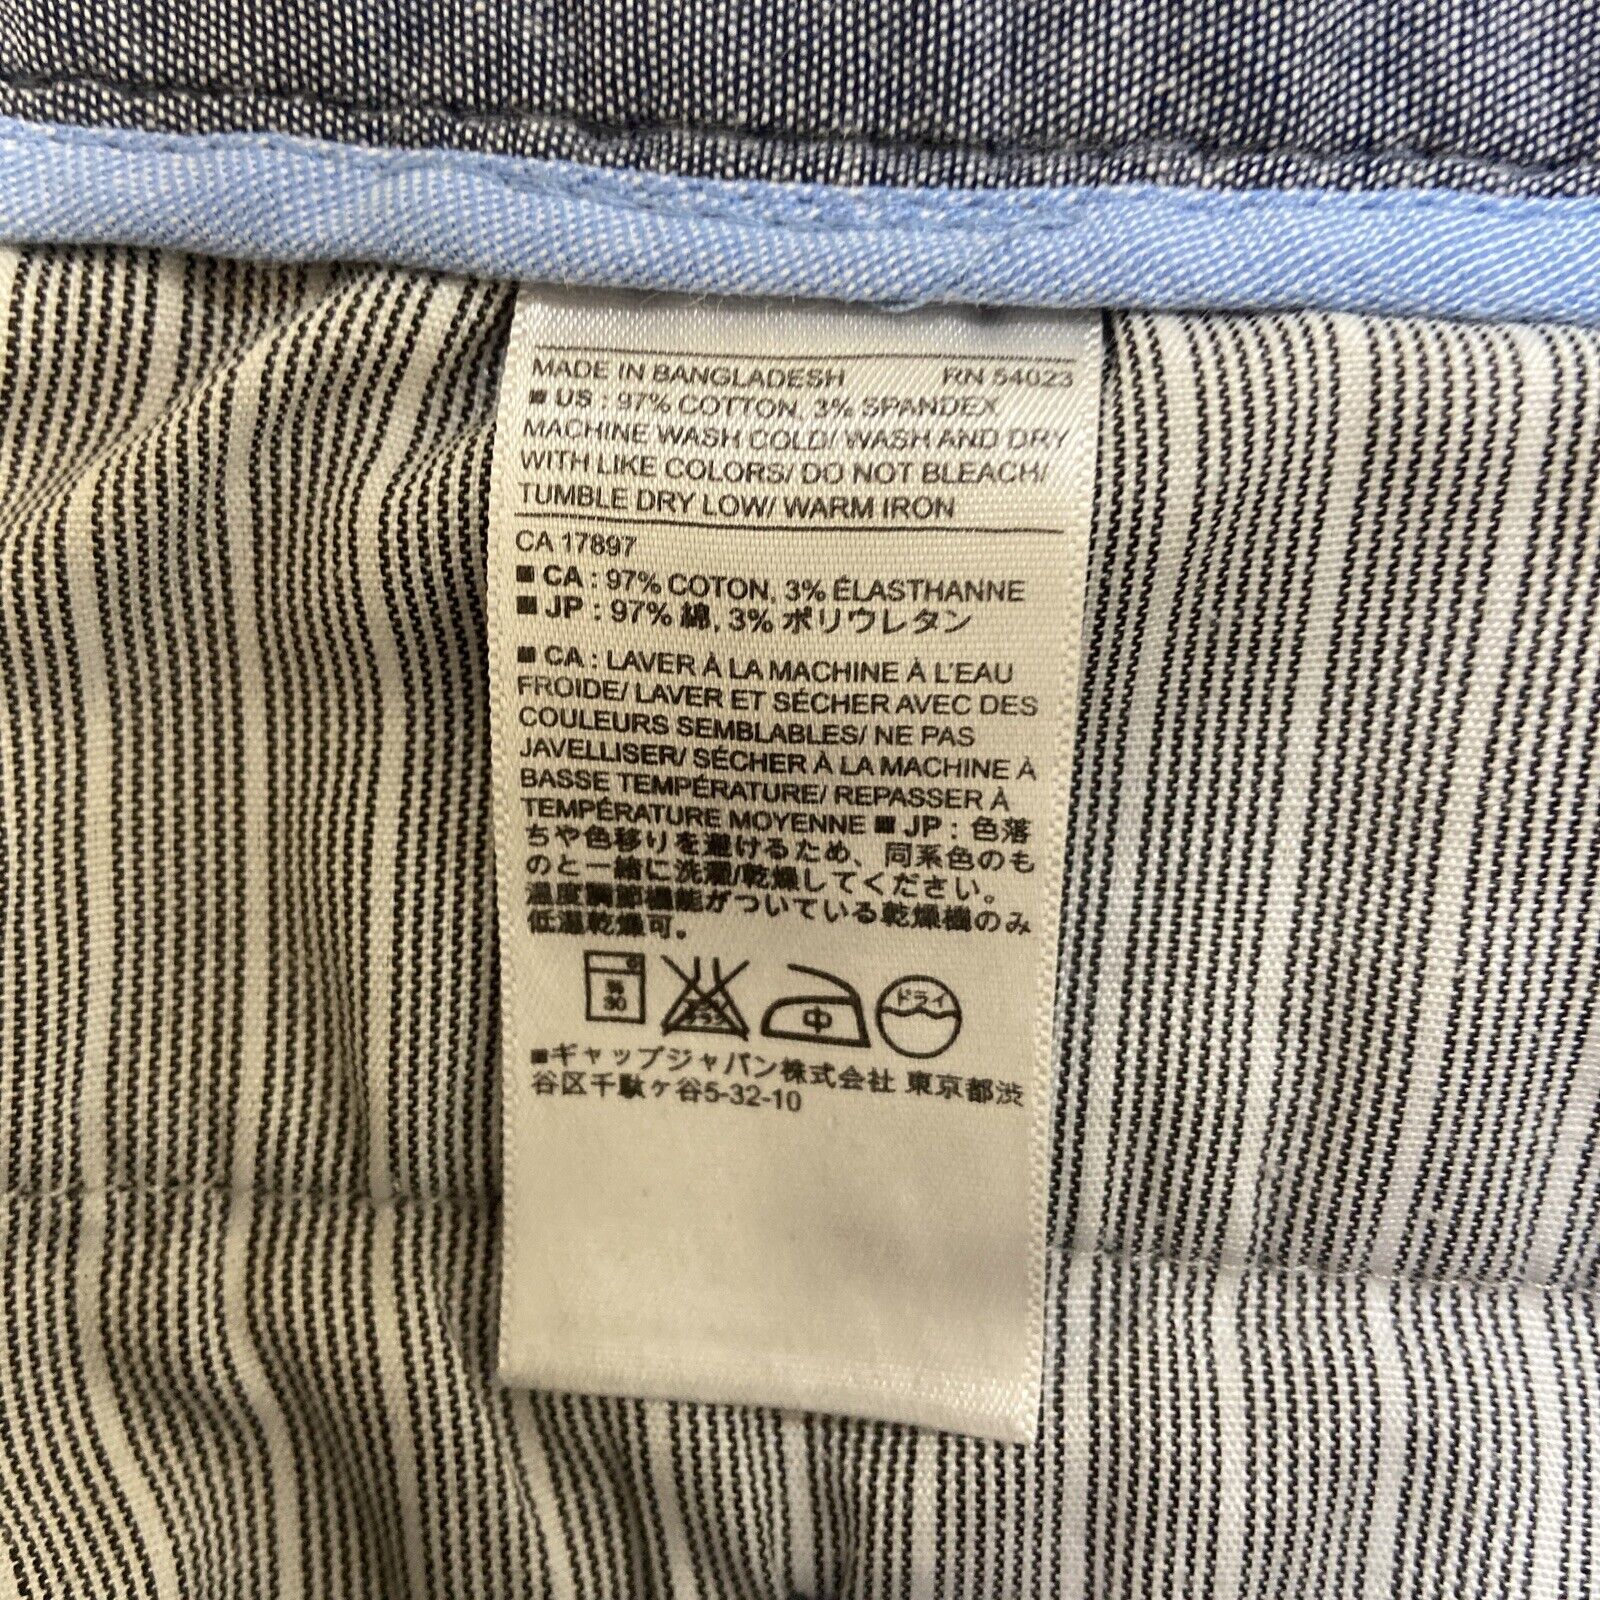 MADE IN BANGLADESH RN 54023
■ US : 97% COTTON, 3% SPANDEX
MACHINE WASH COLD/ WASH AND DRY
WITH LIKE COLORS/ DO NOT BLEACH/
TUMBLE DRY LOW/ WARM IRON
CA 17897
■ CA : 97% COTON, 3% ÉLASTHANNE
■ JP : 97% 綿, 3% ポリウレタン
■ CA : LAVER À LA MACHINE À L'EAU
FROIDE/ LAVER ET SÉCHER AVEC DES
COULEURS SEMBLABLES/ NE PAS
JAVELLISER/ SÉCHER À LA MACHINE À
BASSE TEMPÉRATURE/ REPASSER À
TEMPÉRATURE MOYENNE ■ JP : 色落
ちや色移りを避けるため、同系色のも
のと一緒に洗濯/乾燥してください。
温度調節機能がついている乾燥機のみ
低温乾燥可。
30 中 ドライ
■ギャップジャパン株式会社 東京都渋
谷区千駄ヶ谷5-32-10